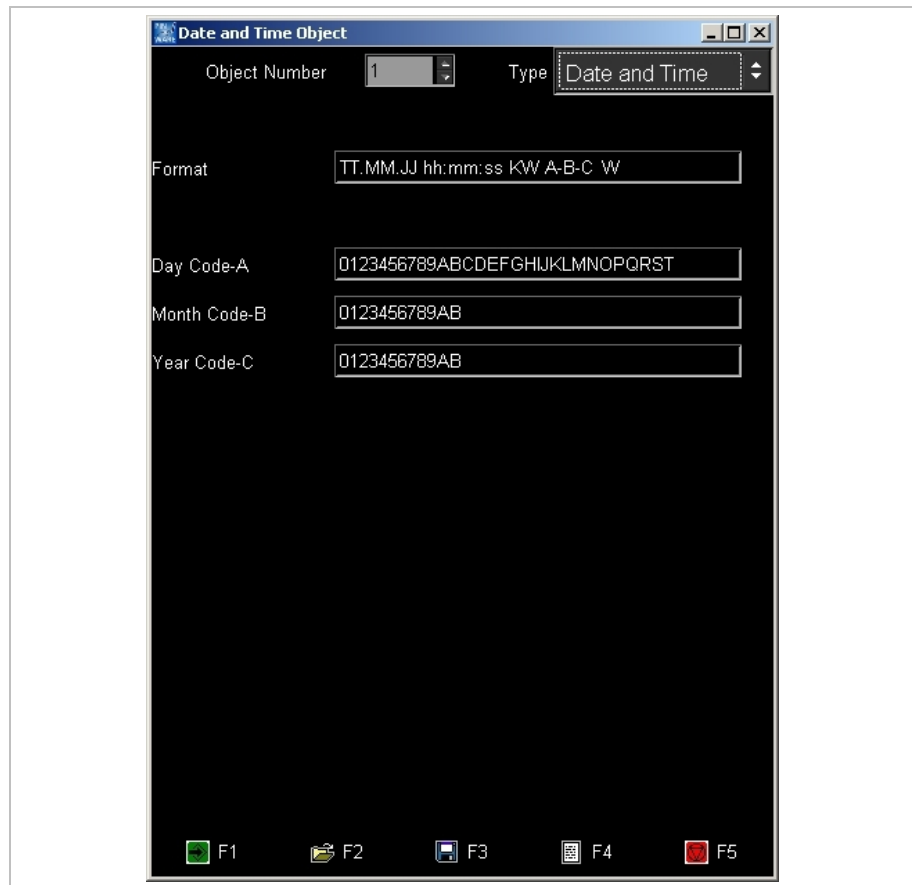 Date and Time Object
Object Number 1 Type Date and Time
Format TT.MM.JJ hh:mm:ss KW A-B-C W
Day Code-A 0123456789ABCDEFGHIJKLMNOPQRST
Month Code-B 0123456789AB
Year Code-C 0123456789AB
F1 F2 F3 F4 F5